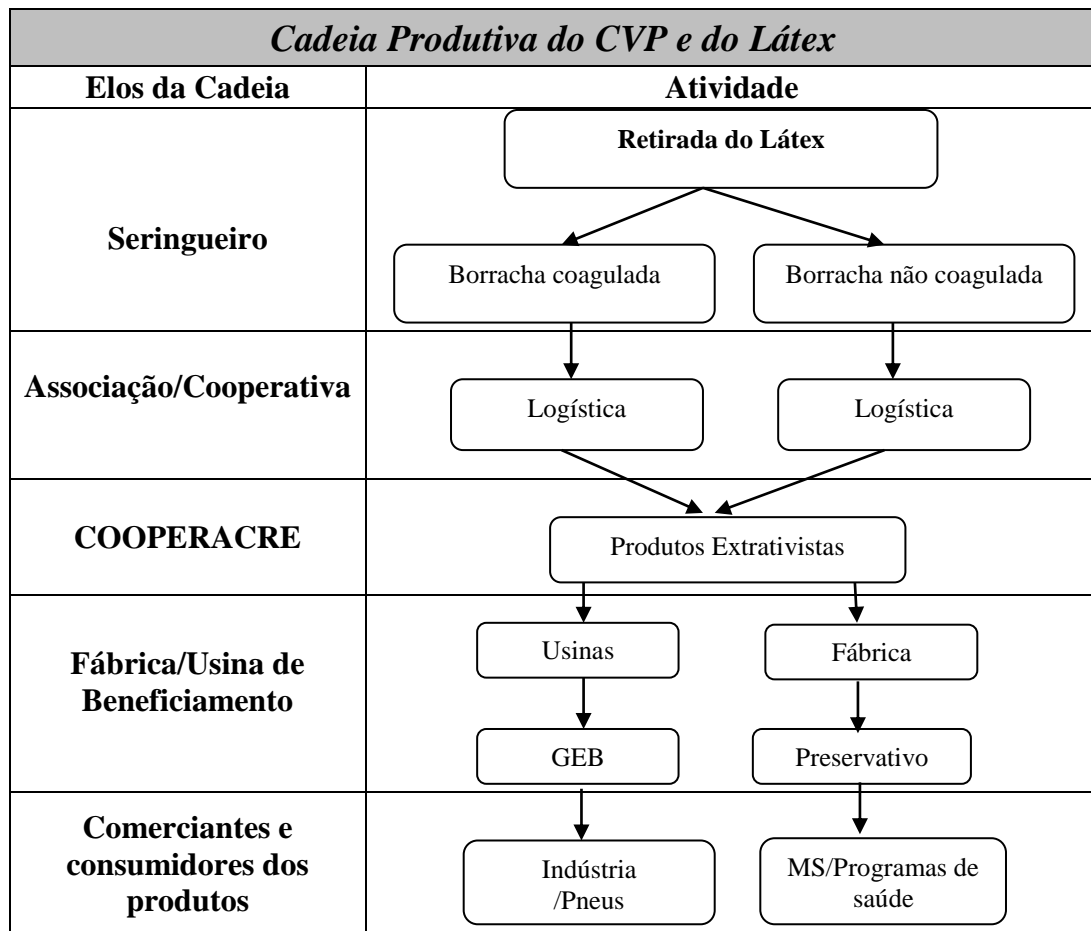 Cadeia Produtiva do CVP e do Látex
Elos da Cadeia
Atividade
Seringueiro
Retirada do Látex
Borracha coagulada
Borracha não coagulada
Associação/Cooperativa
Logística
Logística
COOPERACRE
Produtos Extrativistas
Fábrica/Usina de
Beneficiamento
Usinas
Fábrica
GEB
Preservativo
Comerciantes e
consumidores dos
produtos
Indústria
/Pneus
MS/Programas de
saúde